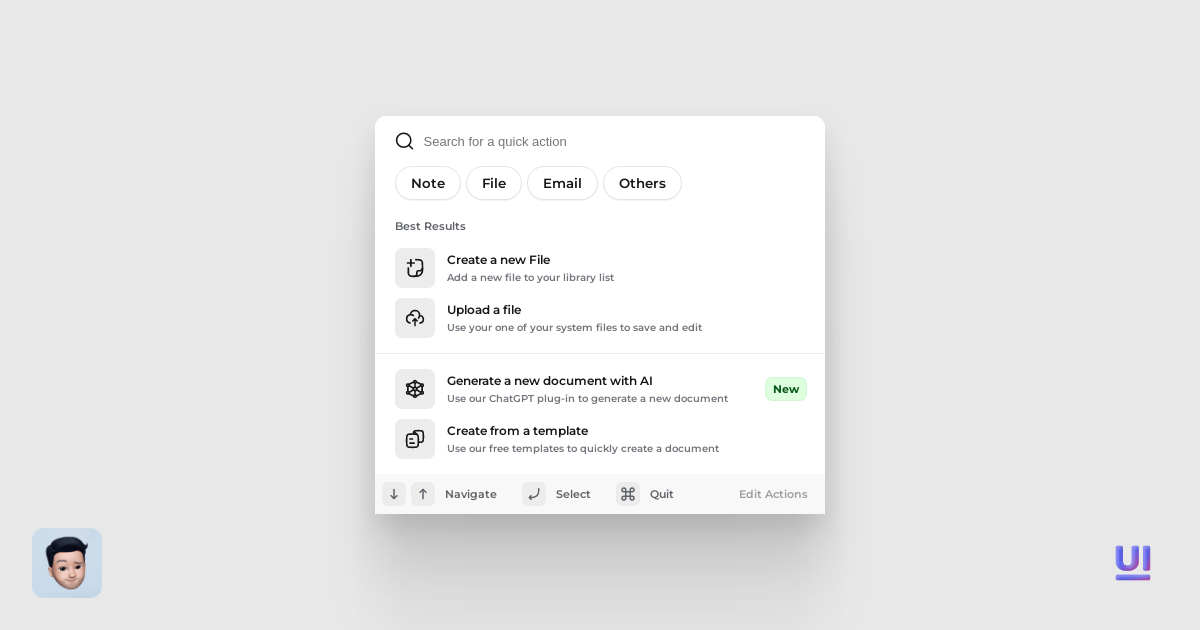 Search for a quick action
Note File Email Others
Best Results
Create a new File
Add a new file to your library list
Upload a file
Use your one of your system files to save and edit
Generate a new document with AI
Use our ChatGPT plug-in to generate a new document
New
Create from a template
Use our free templates to quickly create a document
Navigate Select Quit Edit Actions
UI